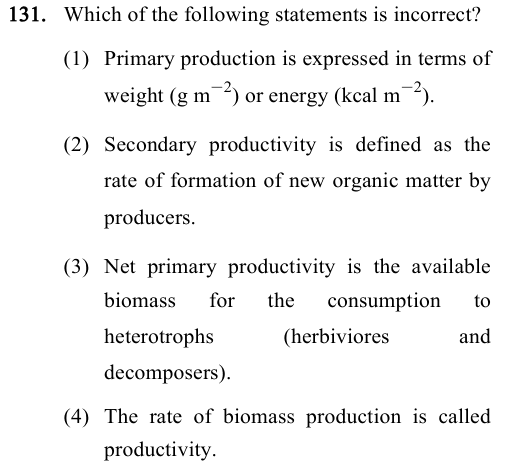 131. Which of the following statements is incorrect?
(1) Primary production is expressed in terms of
weight (g m⁻²) or energy (kcal m⁻²).
(2) Secondary productivity is defined as the
rate of formation of new organic matter by
producers.
(3) Net primary productivity is the available
biomass for the consumption to
heterotrophs (herbiviores and
decomposers).
(4) The rate of biomass production is called
productivity.